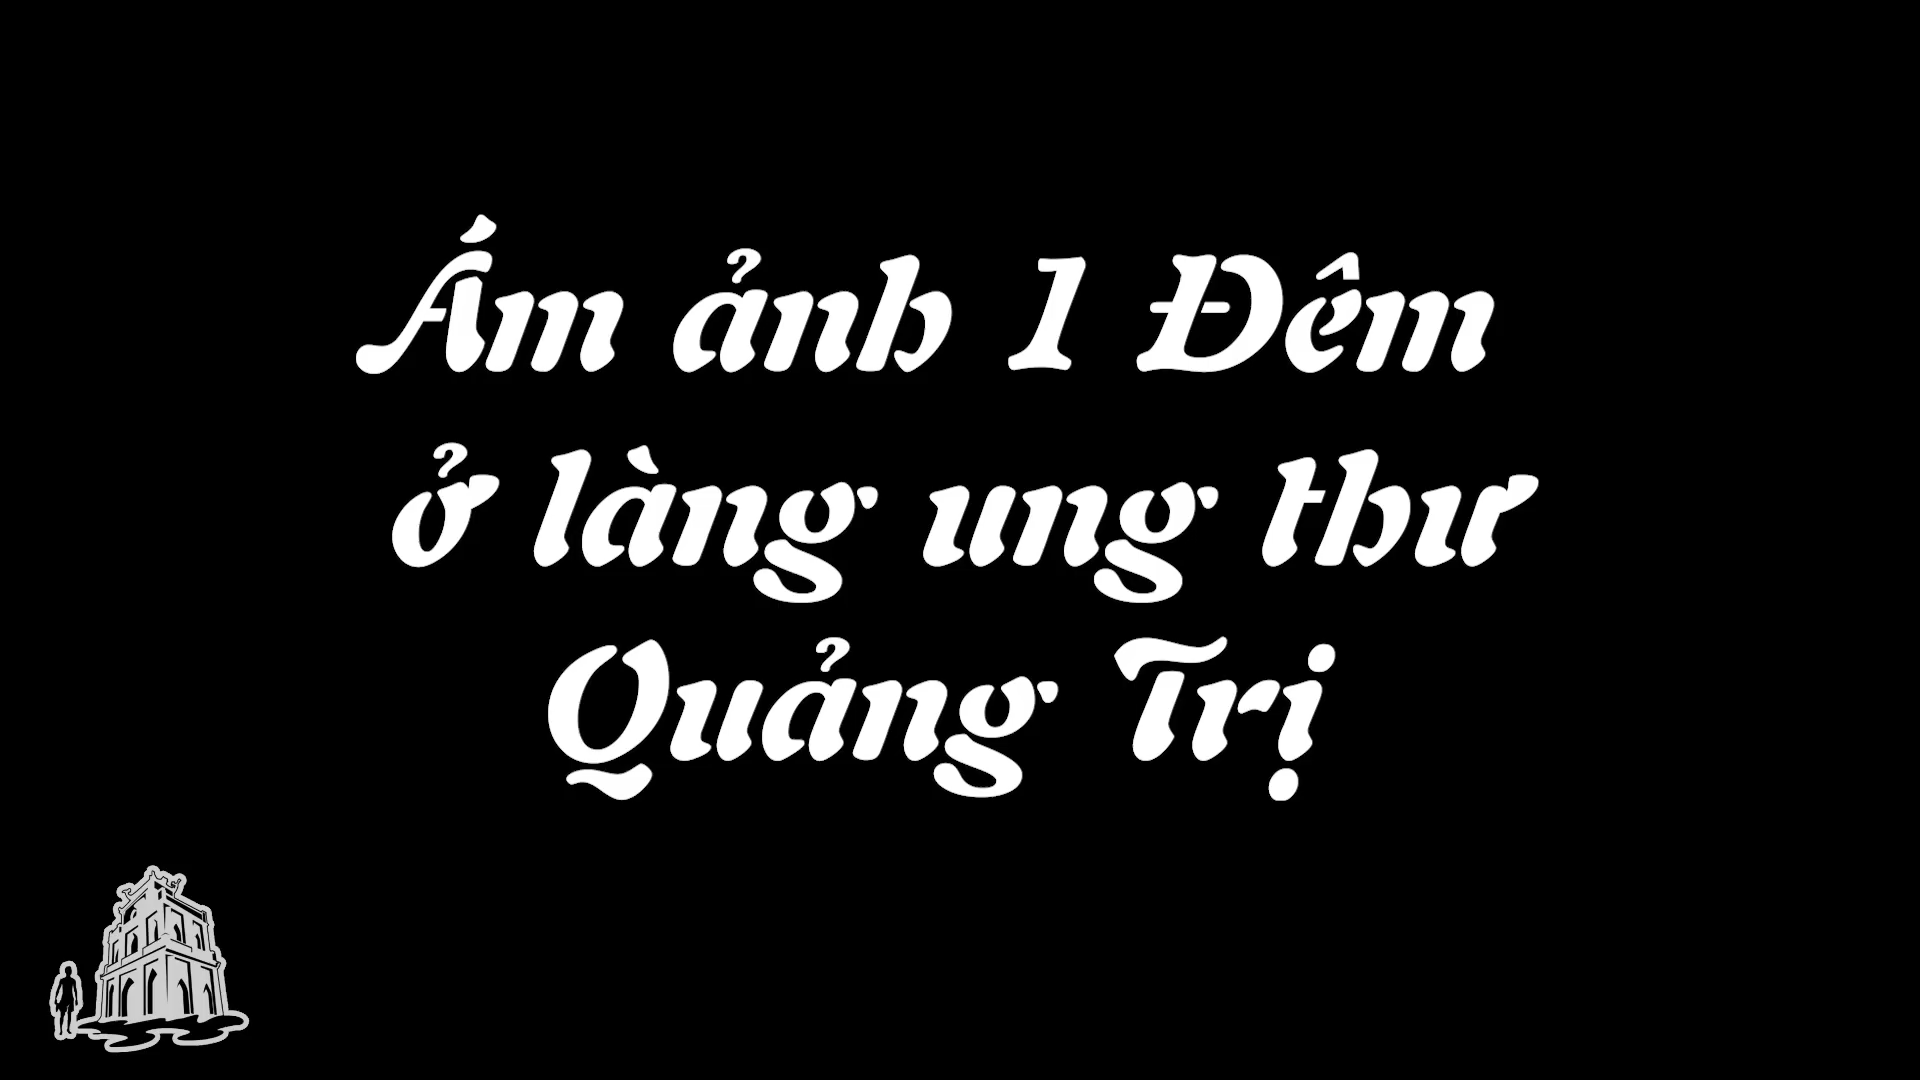 Ám ảnh 1 Đêm
ở làng ung thư
Quảng Trị